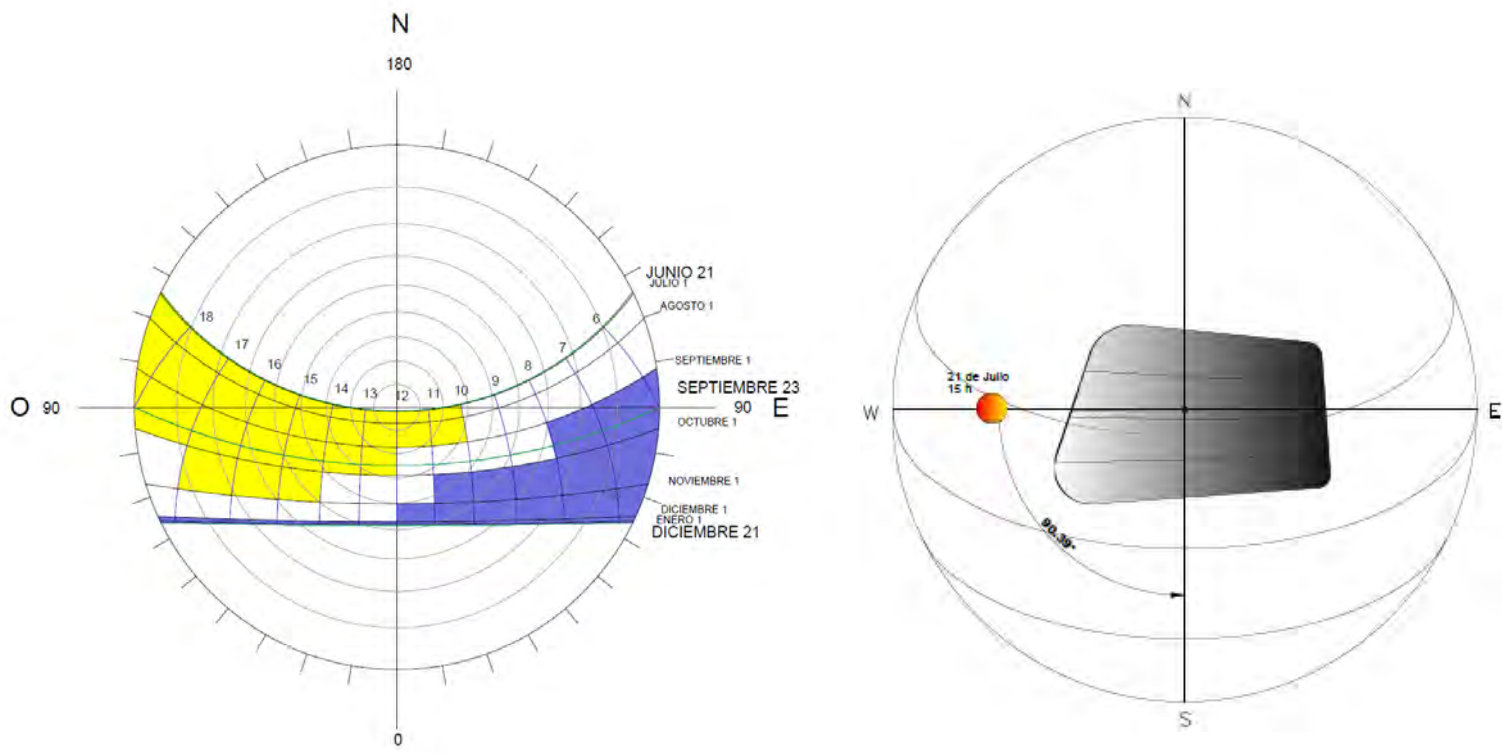 N
180
JUNIO 21
JULIO 1
AGOSTO 1
18
17
16
15
14
13
12
11
10
9
8
7
6
SEPTIEMBRE 1
SEPTIEMBRE 23
O 90
90 E
OCTUBRE 1
NOVIEMBRE 1
DICIEMBRE 1
ENERO 1
DICIEMBRE 21
0
N
21 de Julio
15 h
W
E
90.39°
S